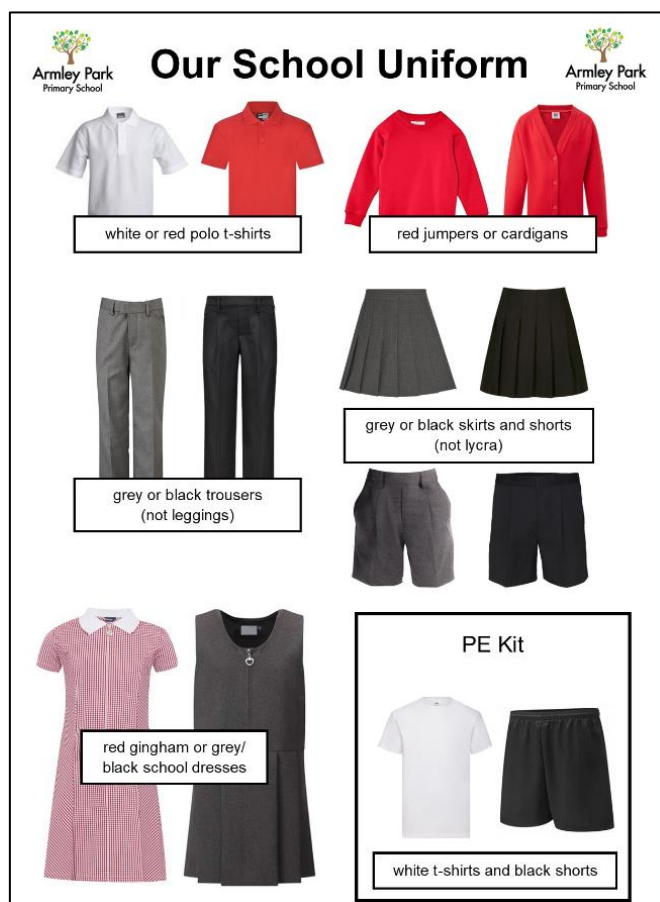 Armley Park
Primary School
Our School Uniform
Armley Park
Primary School
white or red polo t-shirts
red jumpers or cardigans
grey or black skirts and shorts
(not lycra)
grey or black trousers
(not leggings)
red gingham or grey/
black school dresses
PE Kit
white t-shirts and black shorts